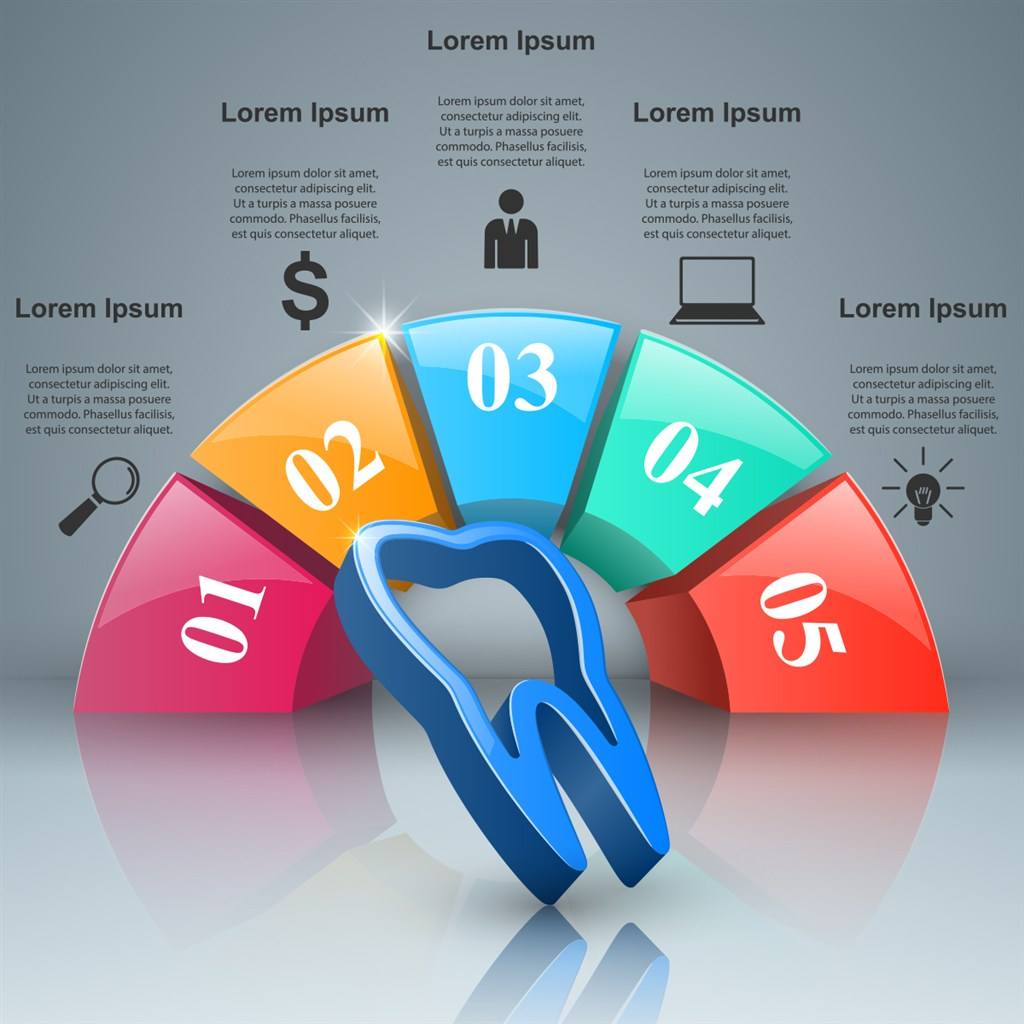 Lorem Ipsum
Lorem ipsum dolor sit amet,
consectetur adipiscing elit.
Ut a turpis a massa posuere
commodo. Phasellus facilisis,
est quis consectetur aliquet.
01
Lorem Ipsum
Lorem ipsum dolor sit amet,
consectetur adipiscing elit.
Ut a turpis a massa posuere
commodo. Phasellus facilisis,
est quis consectetur aliquet.
$
02
Lorem Ipsum
Lorem ipsum dolor sit amet,
consectetur adipiscing elit.
Ut a turpis a massa posuere
commodo. Phasellus facilisis,
est quis consectetur aliquet.
03
Lorem Ipsum
Lorem ipsum dolor sit amet,
consectetur adipiscing elit.
Ut a turpis a massa posuere
commodo. Phasellus facilisis,
est quis consectetur aliquet.
04
Lorem Ipsum
Lorem ipsum dolor sit amet,
consectetur adipiscing elit.
Ut a turpis a massa posuere
commodo. Phasellus facilisis,
est quis consectetur aliquet.
05